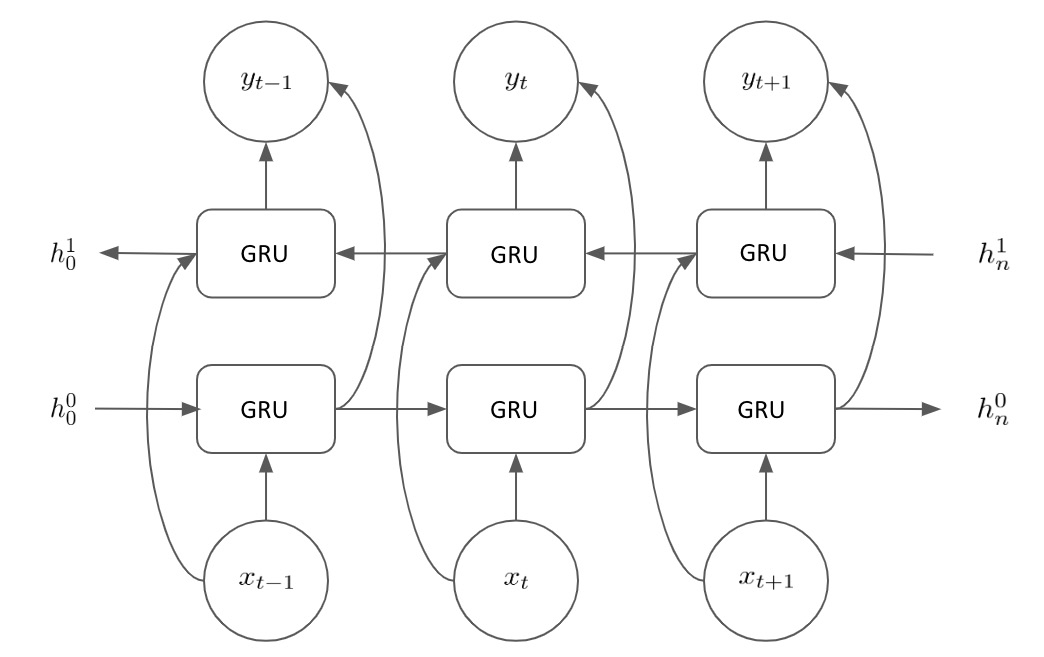 y_{t-1} y_t y_{t+1}
h_0^1 GRU GRU GRU h_n^1
h_0^0 GRU GRU GRU h_n^0
x_{t-1} x_t x_{t+1}